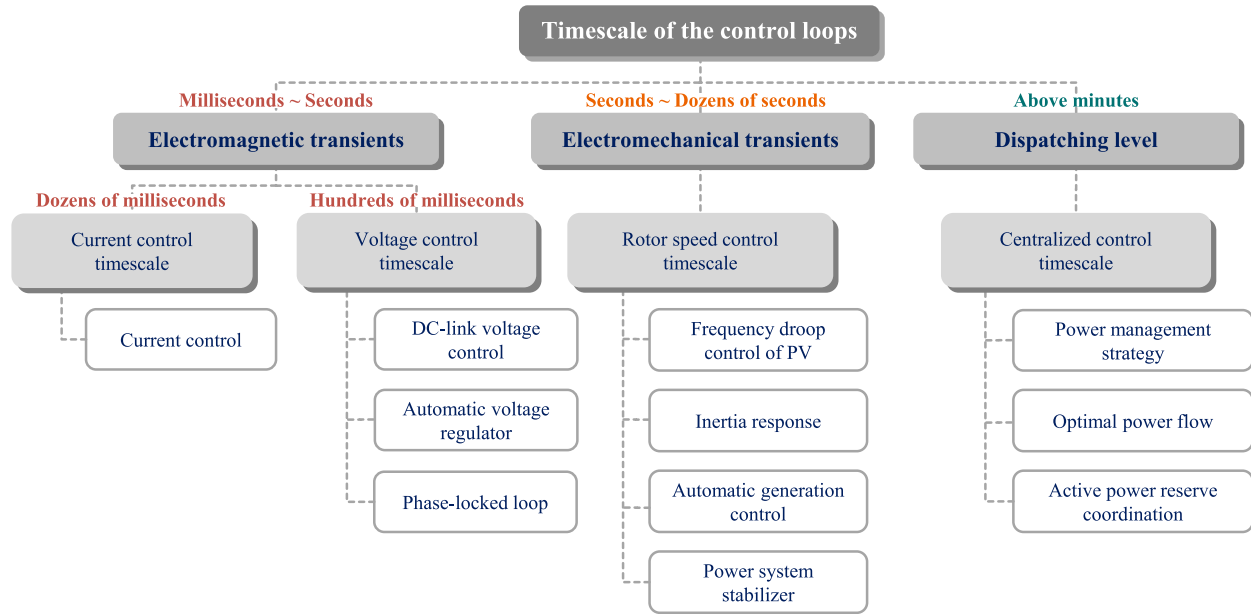 Timescale of the control loops
Milliseconds ~ Seconds
Electromagnetic transients
Seconds ~ Dozens of seconds
Electromechanical transients
Above minutes
Dispatching level
Dozens of milliseconds
Current control
timescale
Hundreds of milliseconds
Voltage control
timescale
Rotor speed control
timescale
Centralized control
timescale
Current control
DC-link voltage
control
Automatic voltage
regulator
Phase-locked loop
Frequency droop
control of PV
Inertia response
Automatic generation
control
Power system
stabilizer
Power management
strategy
Optimal power flow
Active power reserve
coordination